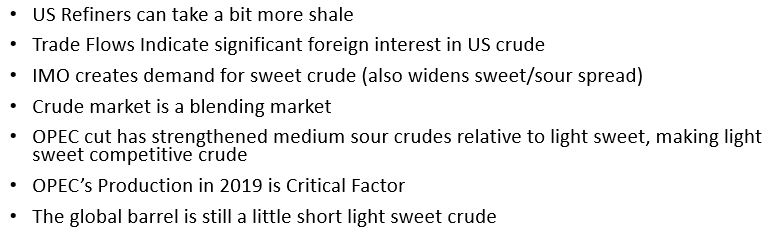 • US Refiners can take a bit more shale
• Trade Flows Indicate significant foreign interest in US crude
• IMO creates demand for sweet crude (also widens sweet/sour spread)
• Crude market is a blending market
• OPEC cut has strengthened medium sour crudes relative to light sweet, making light
sweet competitive crude
• OPEC’s Production in 2019 is Critical Factor
• The global barrel is still a little short light sweet crude